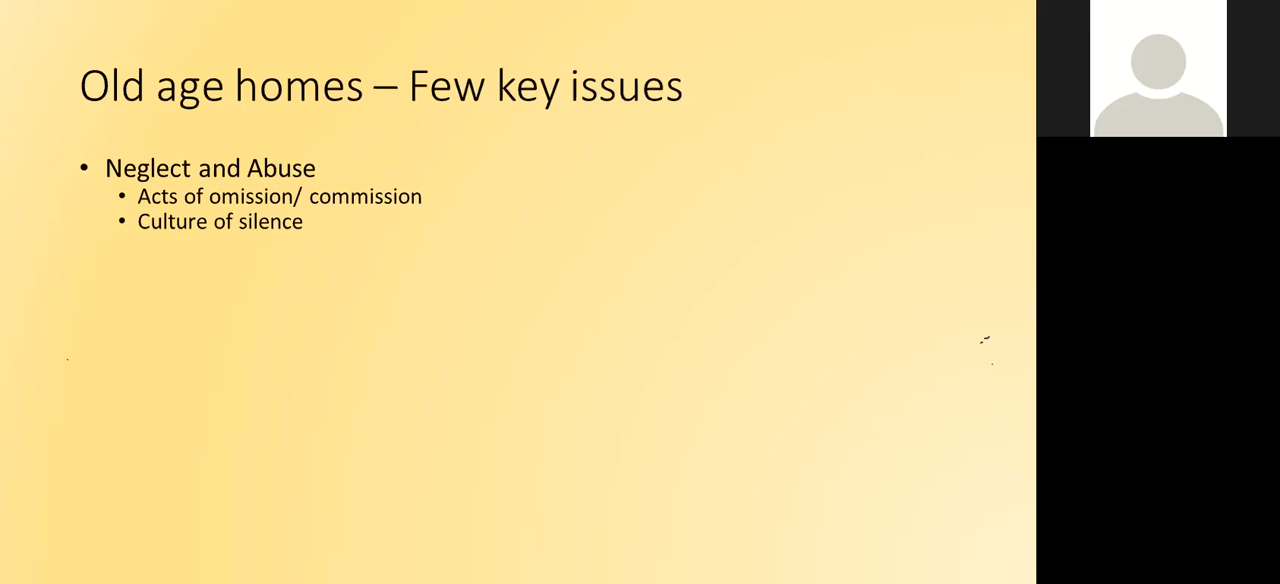 Old age homes – Few key issues
• Neglect and Abuse
• Acts of omission/ commission
• Culture of silence